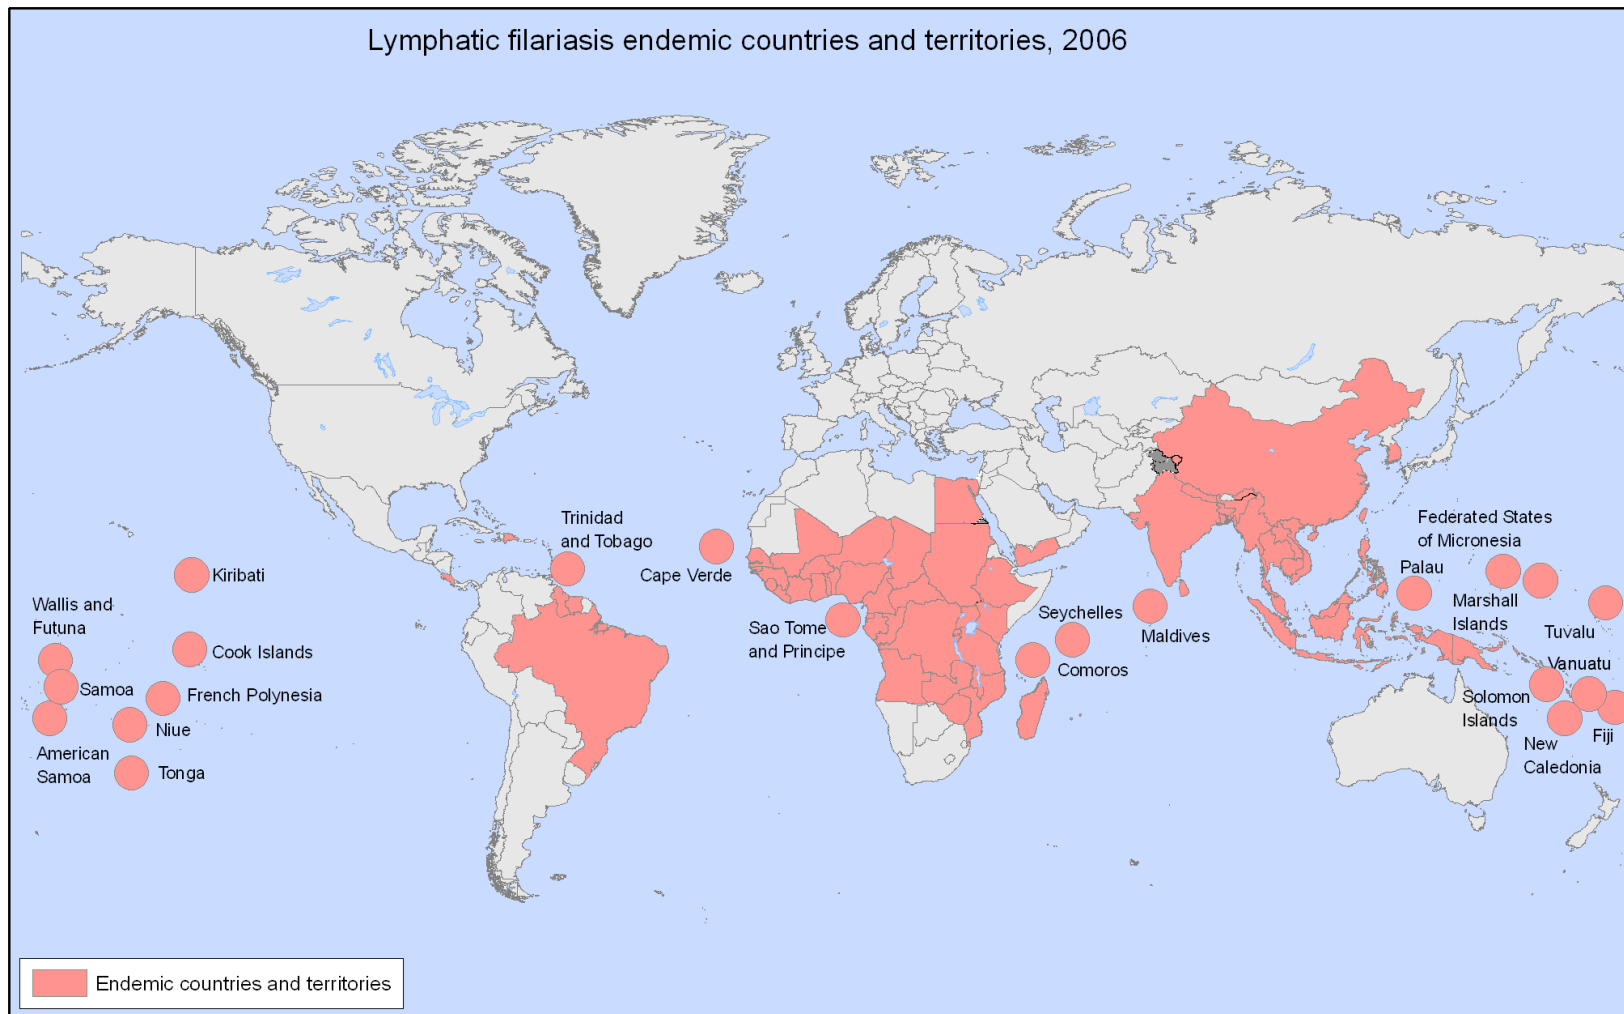 Lymphatic filariasis endemic countries and territories, 2006
Trinidad
and Tobago
Cape Verde
Kiribati
Wallis and
Futuna
Cook Islands
Samoa
French Polynesia
Niue
American
Samoa
Tonga
Sao Tome
and Principe
Seychelles
Comoros
Maldives
Federated States
of Micronesia
Palau
Marshall
Islands
Tuvalu
Vanuatu
Solomon
Islands
New
Caledonia
Fiji
Endemic countries and territories